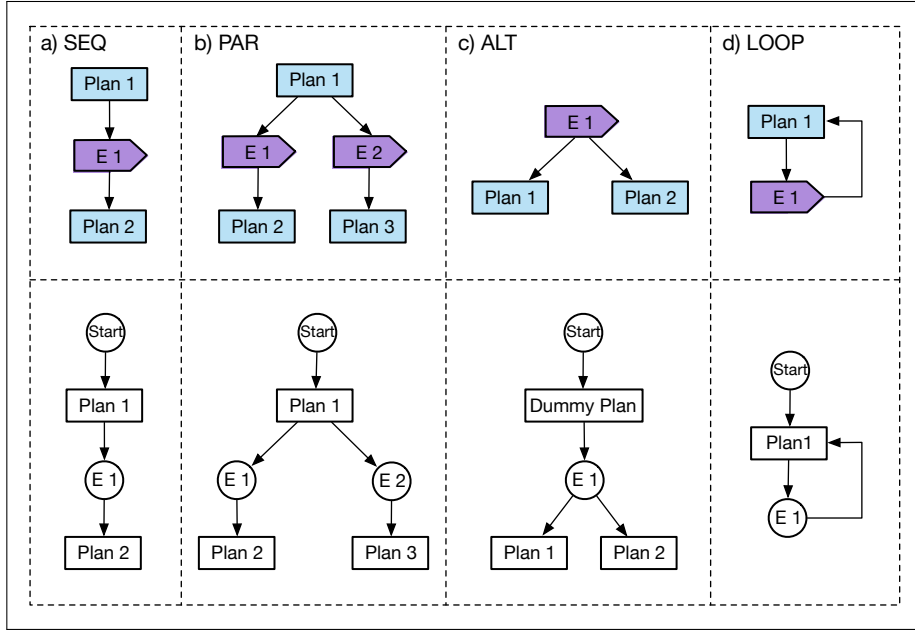 a) SEQ
Plan 1
E 1
Plan 2
b) PAR
Plan 1
E 1
E 2
Plan 2
Plan 3
c) ALT
E 1
Plan 1
Plan 2
d) LOOP
Plan 1
E 1
Start
Plan 1
E 1
Plan 2
Start
Plan 1
E 1
E 2
Plan 2
Plan 3
Start
Dummy Plan
E 1
Plan 1
Plan 2
Start
Plan1
E 1